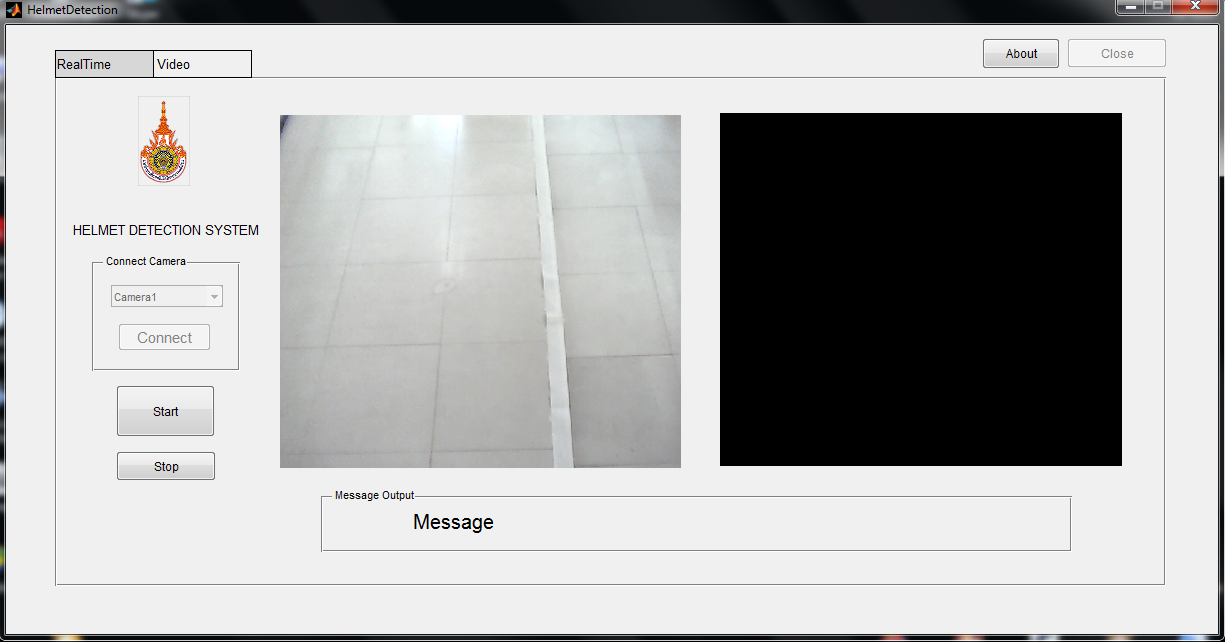 HelmetDetection
RealTime
Video
About
Close
HELMET DETECTION SYSTEM
Connect Camera
Camera1
Connect
Start
Stop
Message Output
Message